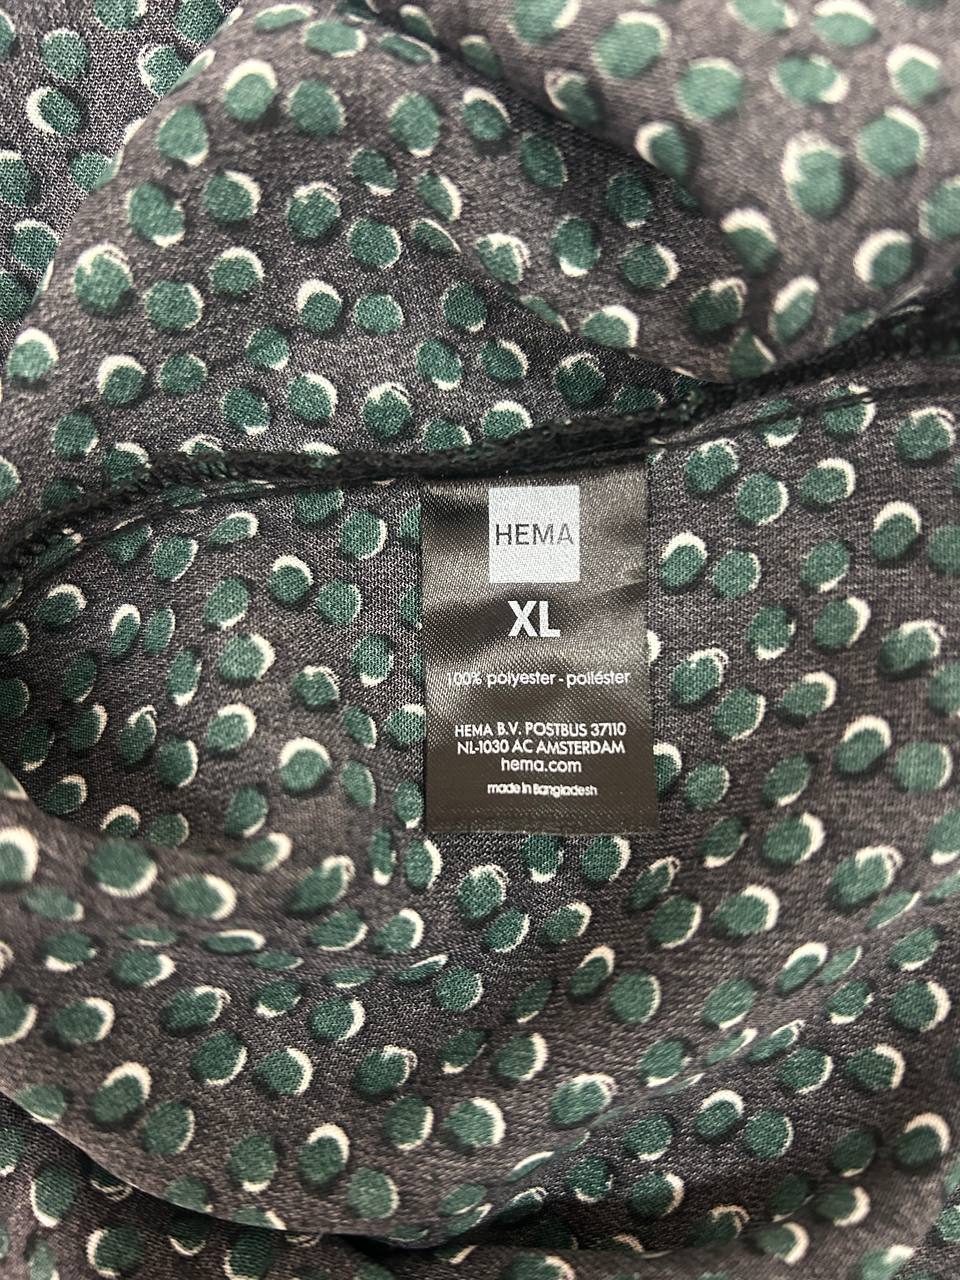 HEMA
XL
100% polyester - poliéster
HEMA B.V. POSTBUS 37110
NL-1030 AC AMSTERDAM
hema.com
made in Bangladesh